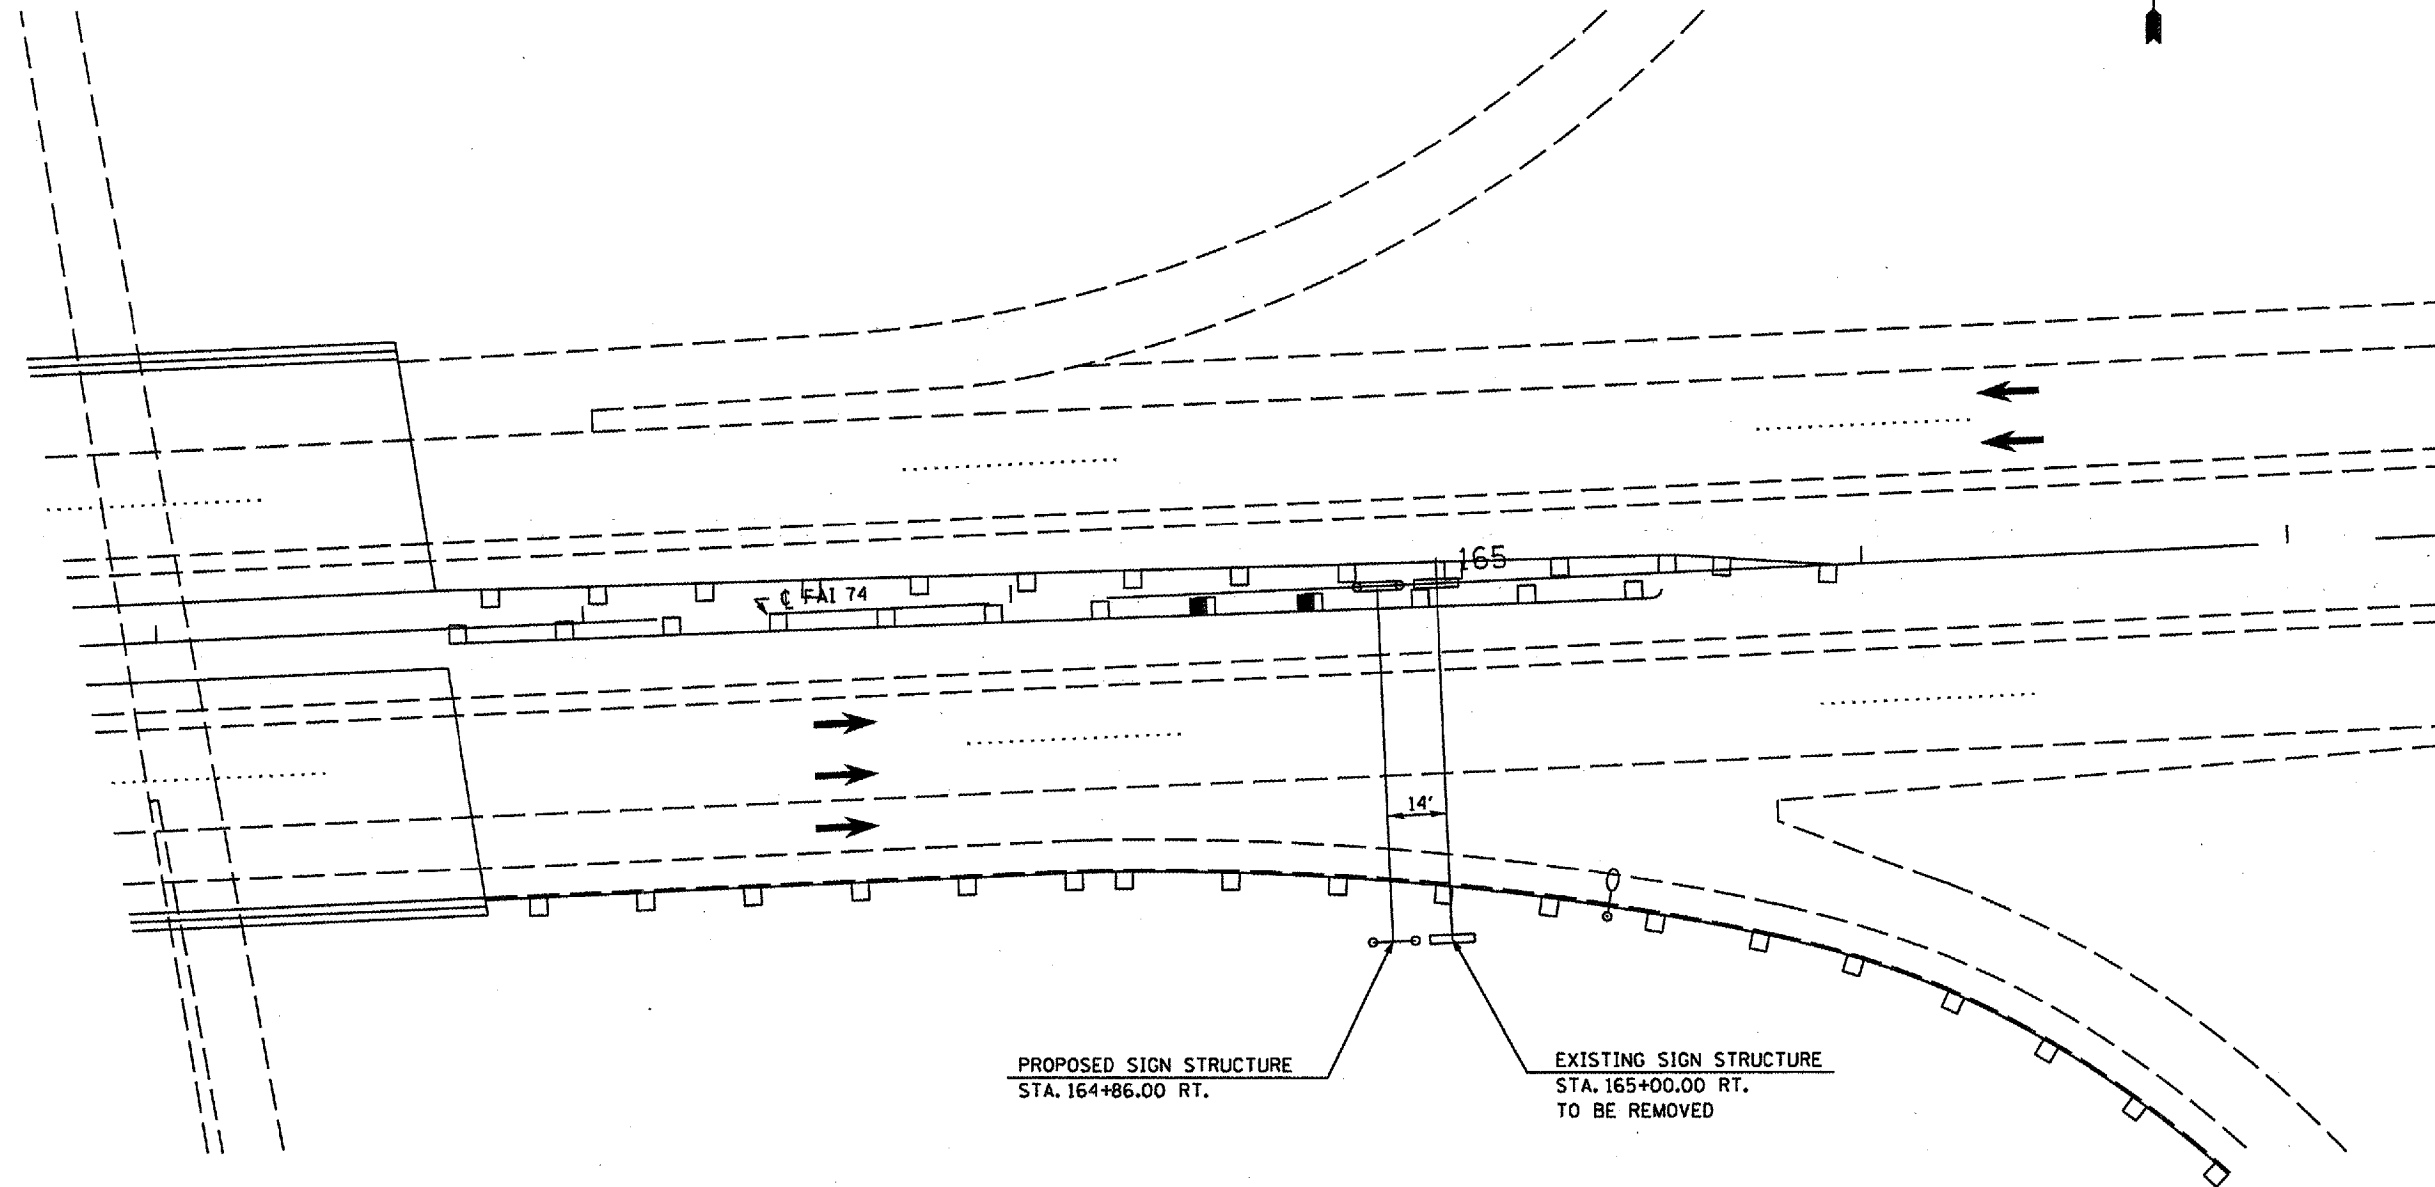 165
℄ FAI 74
14'
PROPOSED SIGN STRUCTURE
STA. 164+86.00 RT.
EXISTING SIGN STRUCTURE
STA. 165+00.00 RT.
TO BE REMOVED